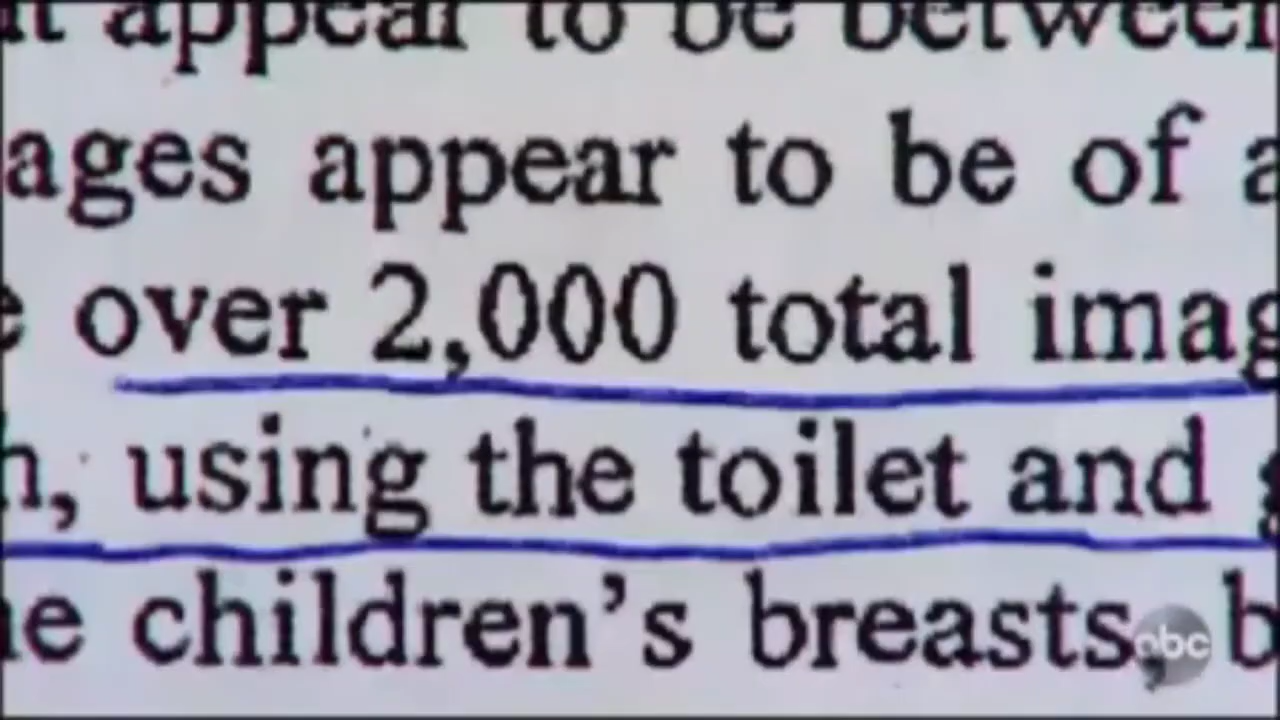 appear to be between
ages appear to be of a
over 2,000 total imag
using the toilet and
children's breasts, b
abc